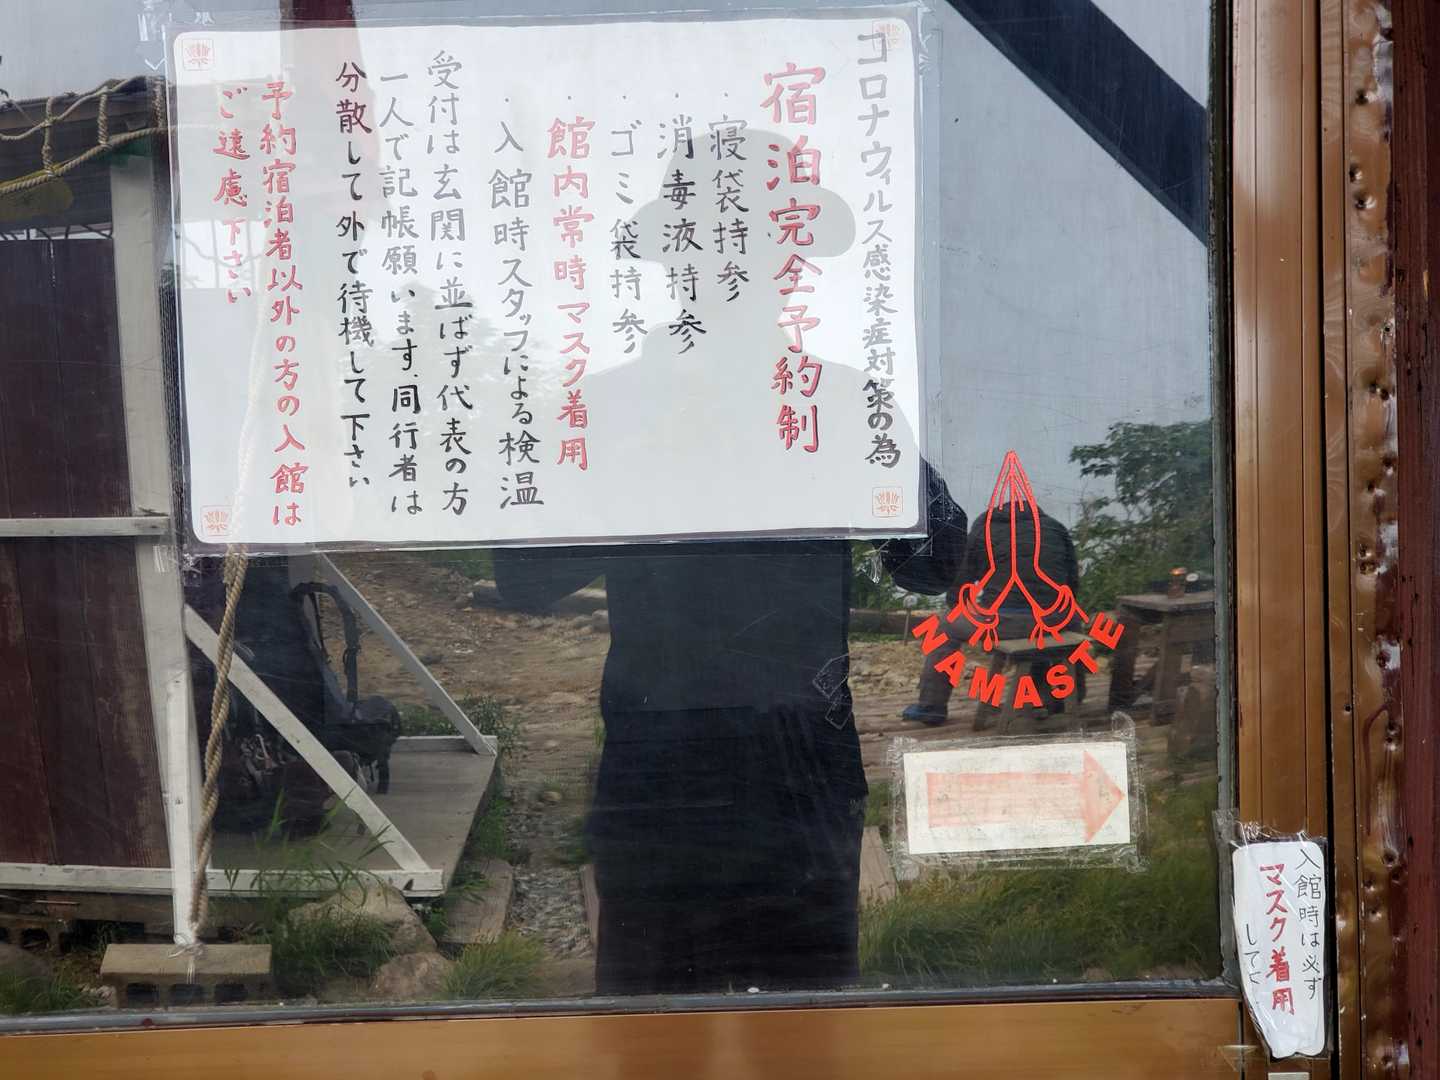 コロナウィルス感染症対策の為
宿泊完全予約制
・寝袋持参
・消毒液持参
・ゴミ袋持参
・館内常時マスク着用
・入館時スタッフによる検温
受付は玄関に並ばず代表の方
一人で記帳願います。同行者は
分散して外で待機して下さい
予約宿泊者以外の方の入館は
ご遠慮下さい
NAMASTE
入館時は必ず
マスク着用
して